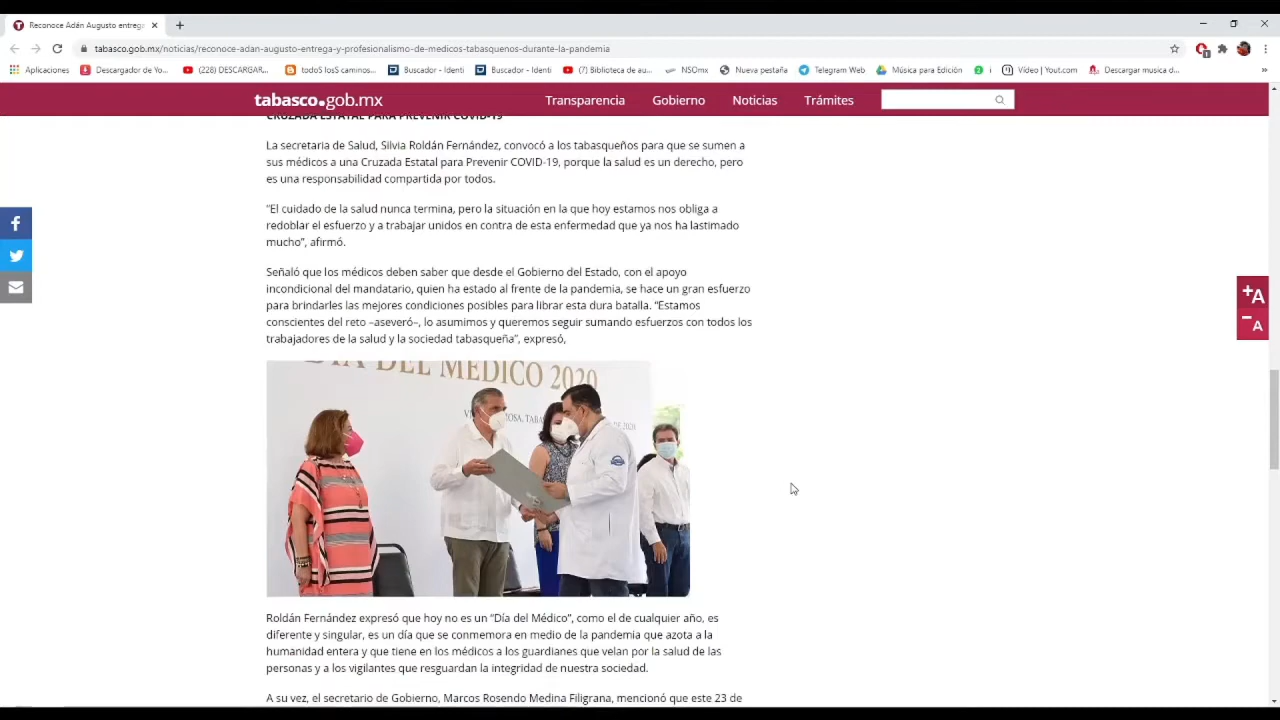 Reconoce Adán Augusto entreg
tabasco.gob.mx/noticias/reconoce-adan-augusto-entrega-y-profesionalismo-de-medicos-tabasquenos-durante-la-pandemia
Aplicaciones Descargador de Yo... (228) DESCARGAR... todoS losS caminos... Buscador - Identi Buscador - Identi (7) Biblioteca de au... NSOmx Nueva pestaña Telegram Web Música para Edición i Vídeo | Yout.com Descargar musica d... »
tabasco.gob.mx Transparencia Gobierno Noticias Trámites
CRUZADA ESTATAL PARA PREVENIR COVID-19
La secretaria de Salud, Silvia Roldán Fernández, convocó a los tabasqueños para que se sumen a
sus médicos a una Cruzada Estatal para Prevenir COVID-19, porque la salud es un derecho, pero
es una responsabilidad compartida por todos.
"El cuidado de la salud nunca termina, pero la situación en la que hoy estamos nos obliga a
redoblar el esfuerzo y a trabajar unidos en contra de esta enfermedad que ya nos ha lastimado
mucho", afirmó.
Señaló que los médicos deben saber que desde el Gobierno del Estado, con el apoyo
incondicional del mandatario, quien ha estado al frente de la pandemia, se hace un gran esfuerzo
para brindarles las mejores condiciones posibles para librar esta dura batalla. "Estamos
conscientes del reto –aseveró–, lo asumimos y queremos seguir sumando esfuerzos con todos los
trabajadores de la salud y la sociedad tabasqueña", expresó,
+A
-A
DÍA DEL MÉDICO 2020
Roldán Fernández expresó que hoy no es un "Día del Médico", como el de cualquier año, es
diferente y singular, es un día que se conmemora en medio de la pandemia que azota a la
humanidad entera y que tiene en los médicos a los guardianes que velan por la salud de las
personas y a los vigilantes que resguardan la integridad de nuestra sociedad.
A su vez, el secretario de Gobierno, Marcos Rosendo Medina Filigrana, mencionó que este 23 de